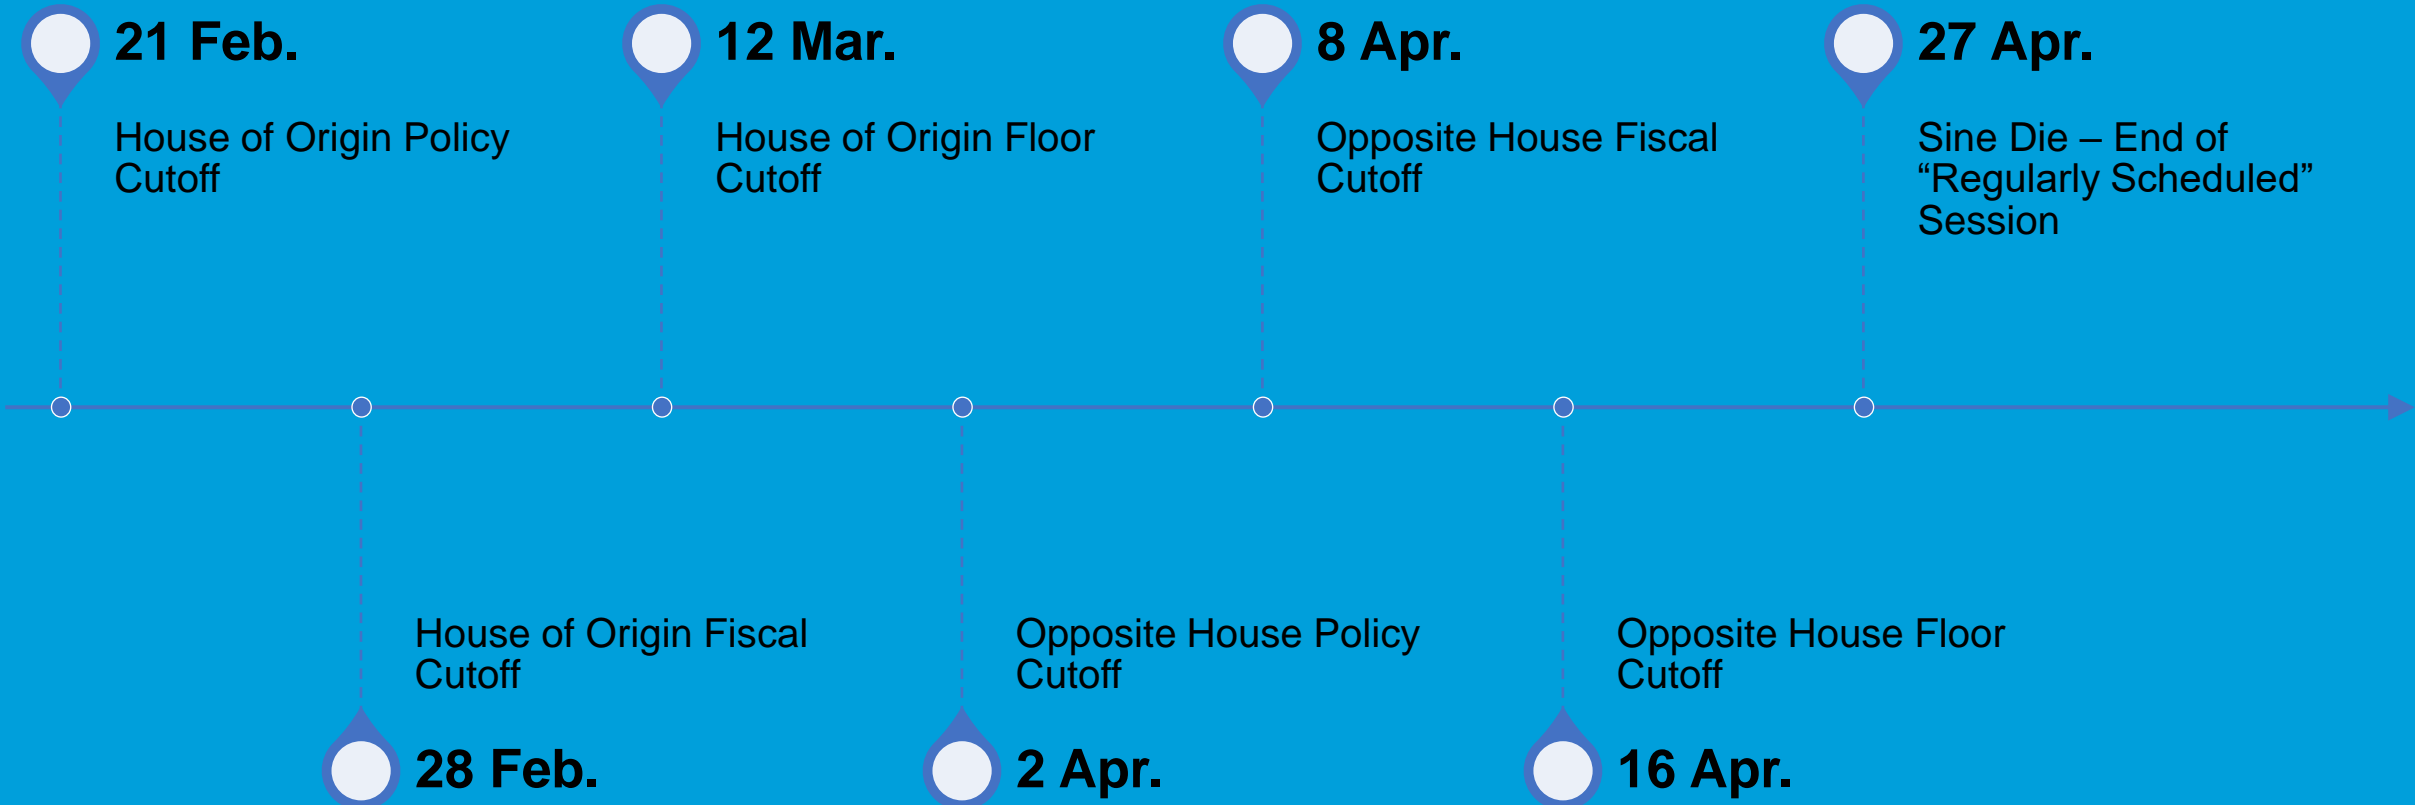 21 Feb.
House of Origin Policy
Cutoff
28 Feb.
House of Origin Fiscal
Cutoff
12 Mar.
House of Origin Floor
Cutoff
2 Apr.
Opposite House Policy
Cutoff
8 Apr.
Opposite House Fiscal
Cutoff
16 Apr.
Opposite House Floor
Cutoff
27 Apr.
Sine Die – End of
“Regularly Scheduled”
Session